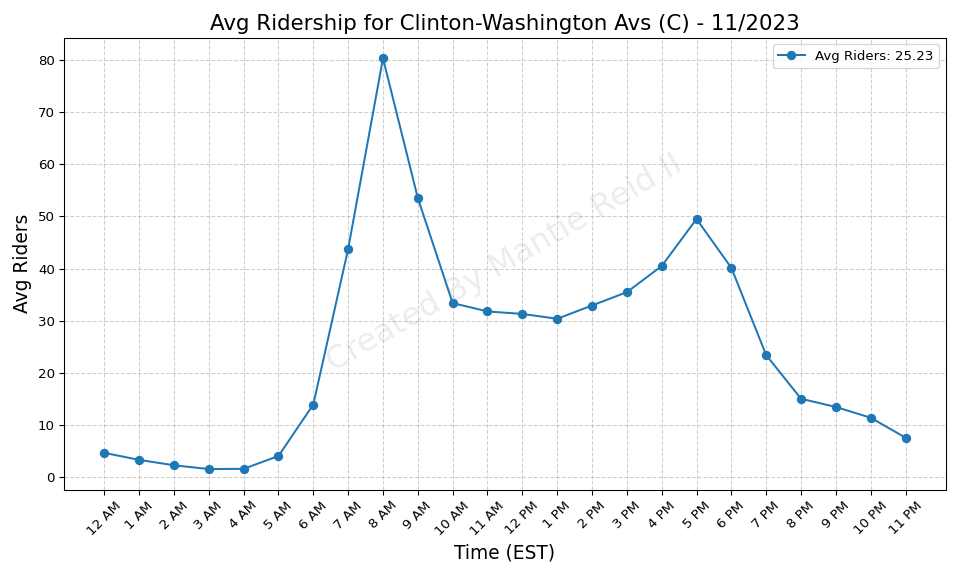 Avg Ridership for Clinton-Washington Avs (C) - 11/2023
Avg Riders: 25.23
80
70
60
50
40
30
20
10
0
Avg Riders
Created By Mantie Reid II
12 AM
1 AM
2 AM
3 AM
4 AM
5 AM
6 AM
7 AM
8 AM
9 AM
10 AM
11 AM
12 PM
1 PM
2 PM
3 PM
4 PM
5 PM
6 PM
7 PM
8 PM
9 PM
10 PM
11 PM
Time (EST)